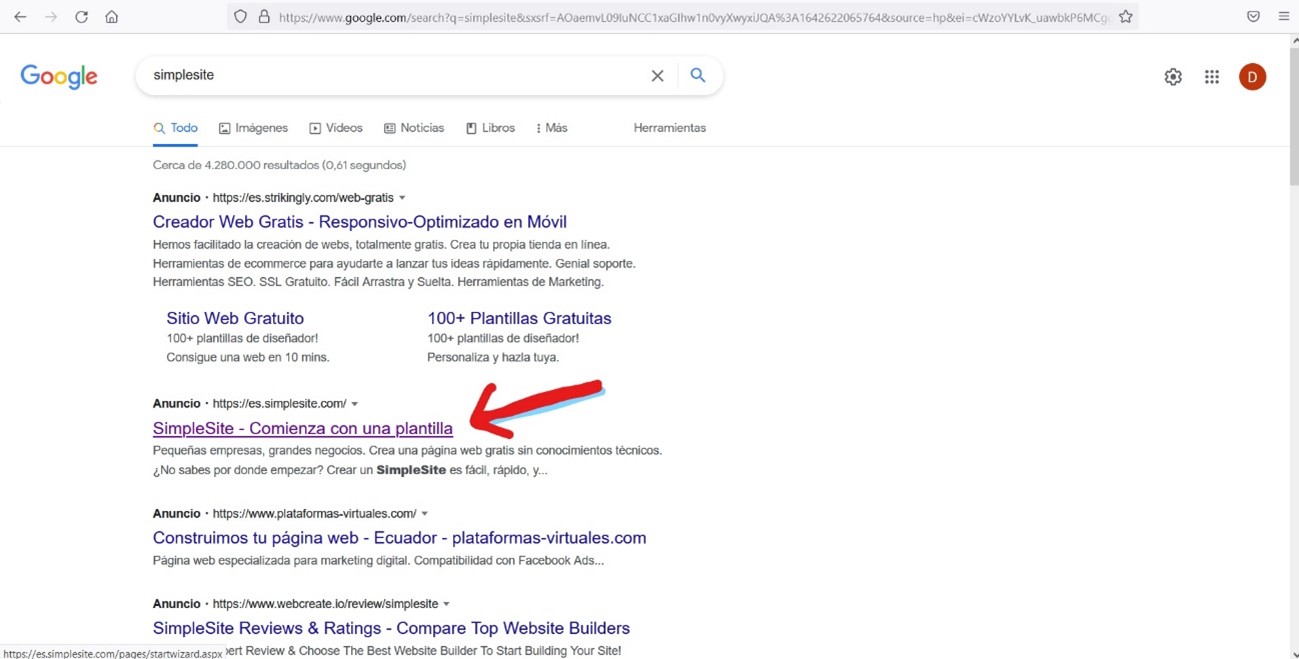 https://www.google.com/search?q=simplesite&sxsrf=AOaemvL09IuNCC1xaGIhw1n0vyXwyxiJQA%3A1642622065764&source=hp&ei=cWzoYYLvK_uawbkP6MCg
Google
simplesite
D
Todo Imágenes Videos Noticias Libros Más Herramientas
Cerca de 4.280.000 resultados (0,61 segundos)
Anuncio · https://es.strikingly.com/web-gratis
Creador Web Gratis - Responsivo-Optimizado en Móvil
Hemos facilitado la creación de webs, totalmente gratis. Crea tu propia tienda en línea.
Herramientas de ecommerce para ayudarte a lanzar tus ideas rápidamente. Genial soporte.
Herramientas SEO. SSL Gratuito. Fácil Arrastra y Suelta. Herramientas de Marketing.
Sitio Web Gratuito
100+ plantillas de diseñador!
Consigue una web en 10 mins.
100+ Plantillas Gratuitas
100+ plantillas de diseñador!
Personaliza y hazla tuya.
Anuncio · https://es.simplesite.com/
SimpleSite - Comienza con una plantilla
Pequeñas empresas, grandes negocios. Crea una página web gratis sin conocimientos técnicos.
¿No sabes por donde empezar? Crear un SimpleSite es fácil, rápido, y...
Anuncio · https://www.plataformas-virtuales.com/
Construimos tu página web - Ecuador - plataformas-virtuales.com
Página web especializada para marketing digital. Compatibilidad con Facebook Ads...
Anuncio · https://www.webcreate.io/review/simplesite
SimpleSite Reviews & Ratings - Compare Top Website Builders
Review & Choose The Best Website Builder To Start Building Your Site!
https://es.simplesite.com/pages/startwizard.aspx